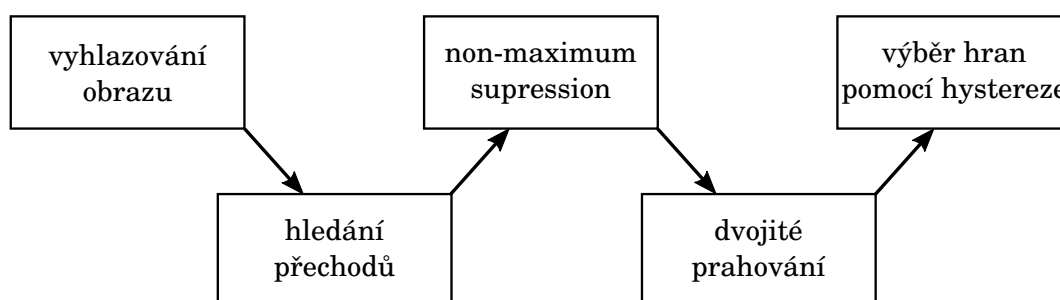 vyhlazování
obrazu
hledání
přechodů
non-maximum
supression
dvojité
prahování
výběr hran
pomocí hystereze